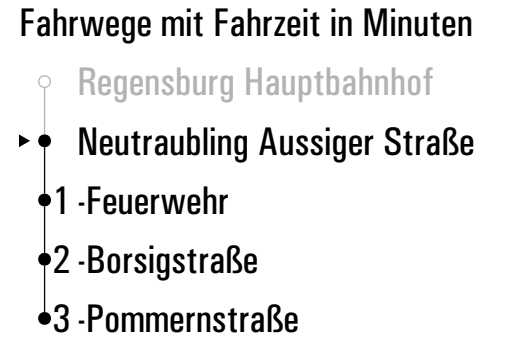 Fahrwege mit Fahrzeit in Minuten
Regensburg Hauptbahnhof
Neutraubling Aussiger Straße
1 -Feuerwehr
2 -Borsigstraße
3 -Pommernstraße